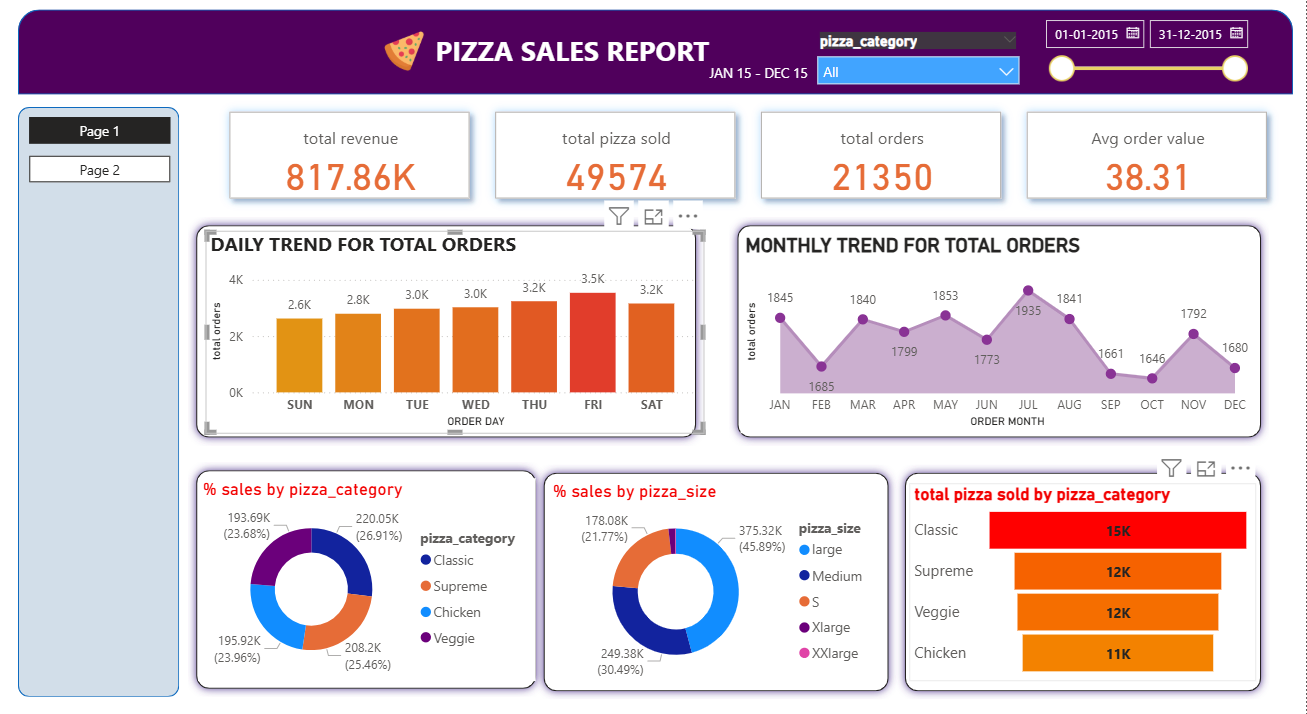 PIZZA SALES REPORT
JAN 15 - DEC 15
pizza_category
All
01-01-2015
31-12-2015
Page 1
Page 2
total revenue
817.86K
total pizza sold
49574
total orders
21350
Avg order value
38.31
DAILY TREND FOR TOTAL ORDERS
total orders
4K
2K
0K
2.6K
2.8K
3.0K
3.0K
3.2K
3.5K
3.2K
SUN MON TUE WED THU FRI SAT
ORDER DAY
MONTHLY TREND FOR TOTAL ORDERS
total orders
1845
1685
1840
1799
1853
1773
1935
1841
1661
1646
1792
1680
JAN FEB MAR APR MAY JUN JUL AUG SEP OCT NOV DEC
ORDER MONTH
% sales by pizza_category
193.69K
(23.68%)
220.05K
(26.91%)
195.92K
(23.96%)
208.2K
(25.46%)
pizza_category
Classic
Supreme
Chicken
Veggie
% sales by pizza_size
178.08K
(21.77%)
375.32K
(45.89%)
249.38K
(30.49%)
pizza_size
large
Medium
S
Xlarge
XXlarge
total pizza sold by pizza_category
Classic 15K
Supreme 12K
Veggie 12K
Chicken 11K